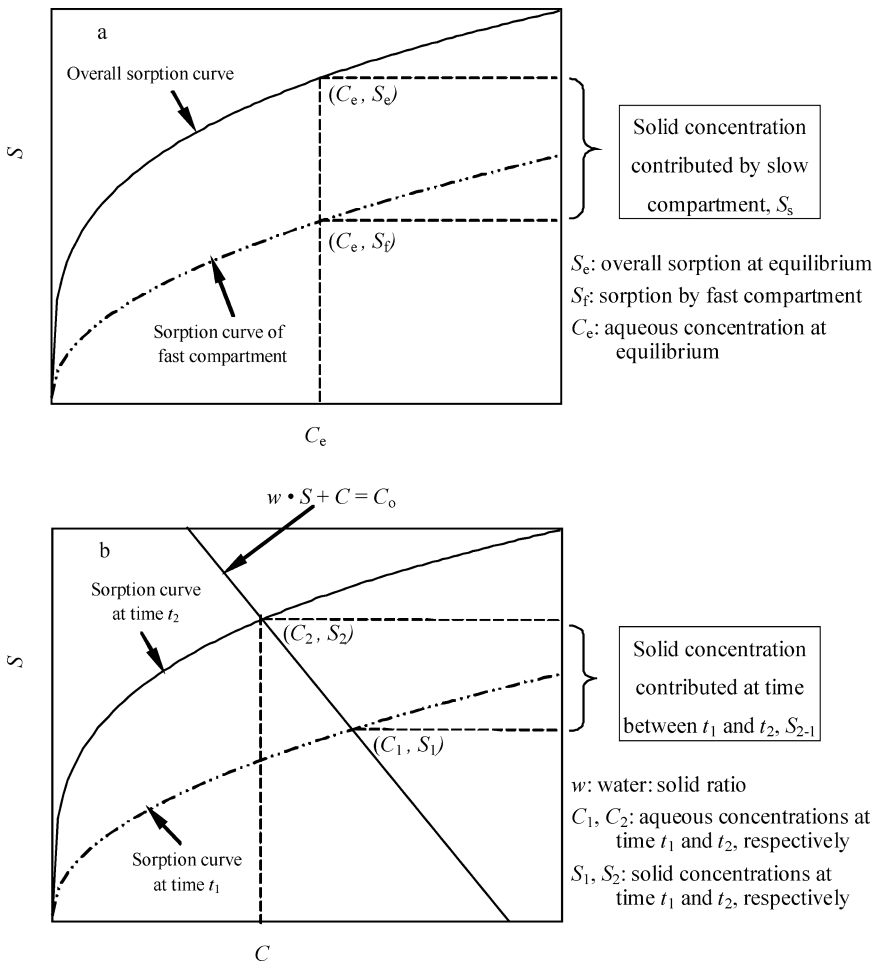 a
Overall sorption curve
(Cₑ , Sₑ)
S
Solid concentration
contributed by slow
compartment, Sₛ
(Cₑ , S_f)
Sorption curve of
fast compartment
Sₑ: overall sorption at equilibrium
S_f: sorption by fast compartment
Cₑ: aqueous concentration at
equilibrium
Cₑ
w • S + C = Cₒ
b
Sorption curve
at time t₂
(C₂ , S₂)
S
Solid concentration
contributed at time
between t₁ and t₂, S₂₋₁
(C₁ , S₁)
Sorption curve
at time t₁
w: water: solid ratio
C₁, C₂: aqueous concentrations at
time t₁ and t₂, respectively
S₁, S₂: solid concentrations at
time t₁ and t₂, respectively
C